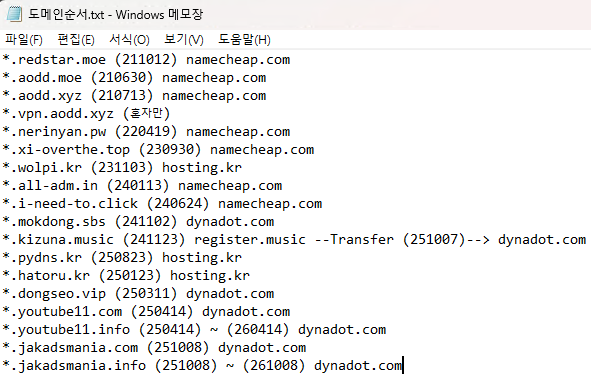 도메인순서.txt - Windows 메모장
파일(F) 편집(E) 서식(O) 보기(V) 도움말(H)
*.redstar.moe (211012) namecheap.com
*.aodd.moe (210630) namecheap.com
*.aodd.xyz (210713) namecheap.com
*.vpn.aodd.xyz (혼자만)
*.nerinyan.pw (220419) namecheap.com
*.xi-overthe.top (230930) namecheap.com
*.wolpi.kr (231103) hosting.kr
*.all-adm.in (240113) namecheap.com
*.i-need-to.click (240624) namecheap.com
*.mokdong.sbs (241102) dynadot.com
*.kizuna.music (241123) register.music --Transfer (251007)--> dynadot.com
*.pydns.kr (250823) hosting.kr
*.hatoru.kr (250123) hosting.kr
*.dongseo.vip (250311) dynadot.com
*.youtube11.com (250414) dynadot.com
*.youtube11.info (250414) ~ (260414) dynadot.com
*.jakadsmania.com (251008) dynadot.com
*.jakadsmania.info (251008) ~ (261008) dynadot.com